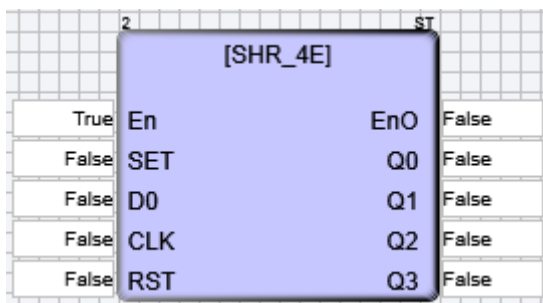 2 ST
[SHR_4E]
True En EnO False
False SET Q0 False
False D0 Q1 False
False CLK Q2 False
False RST Q3 False